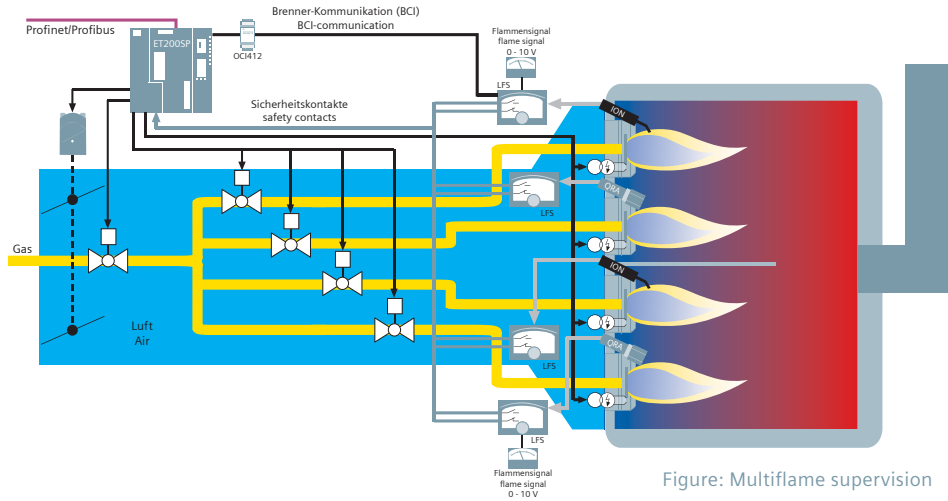 Brenner-Kommunikation (BCI)
BCI-communication
Profinet/Profibus
ET200SP
OCI412
Flammensignal
flame signal
0 - 10 V
LFS
Sicherheitskontakte
safety contacts
ION
QRA
LFS
Gas
ION
Luft
Air
QRA
LFS
LFS
Flammensignal
flame signal
0 - 10 V
Figure: Multiflame supervision